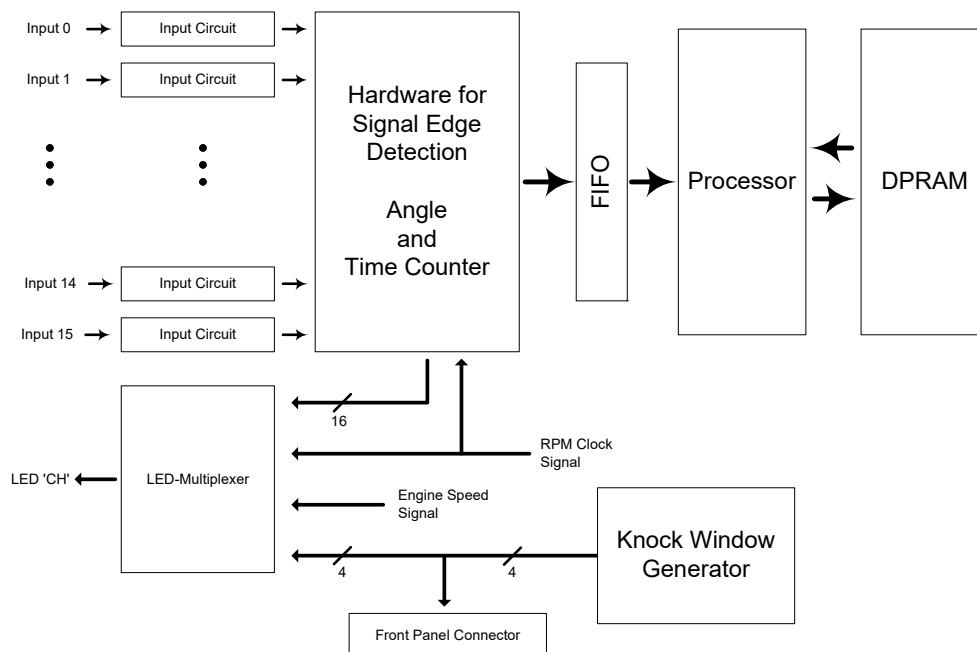 Input 0
Input Circuit
Input 1
Input Circuit
Hardware for
Signal Edge
Detection
Angle
and
Time Counter
FIFO
Processor
DPRAM
Input 14
Input Circuit
Input 15
Input Circuit
16
RPM Clock
Signal
LED 'CH'
LED-Multiplexer
Engine Speed
Signal
4
4
Knock Window
Generator
Front Panel Connector